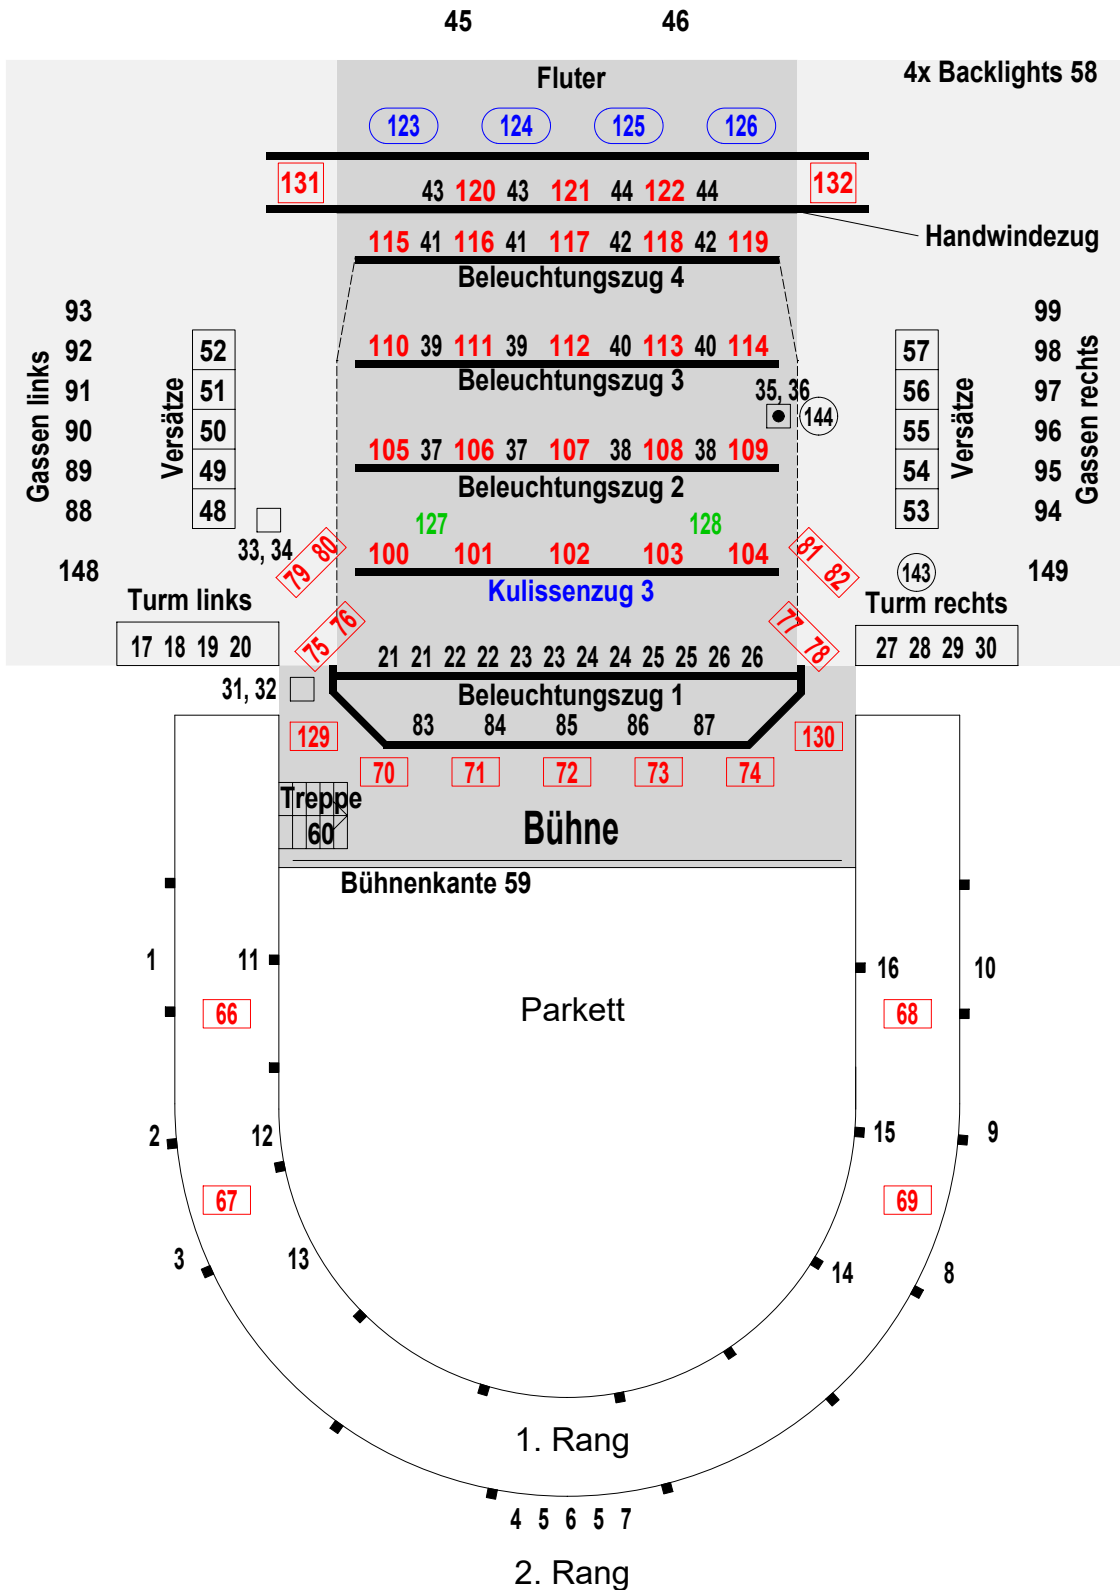 45 46
4x Backlights 58
Fluter
123 124 125 126
131 43 120 43 121 44 122 44 132
Handwindezug
115 41 116 41 117 42 118 42 119
Beleuchtungszug 4
93 99
92 52 110 39 111 39 112 40 113 40 114 57 98
Beleuchtungszug 3
91 51 35, 36 56 97
Gassen links
Versätze
Versätze
Gassen rechts
144
90 50 55 96
105 37 106 37 107 38 108 38 109
89 49 54 95
Beleuchtungszug 2
88 48 127 128 53 94
33, 34
79 80 100 101 102 103 104 81 82
148 143 149
Kulissenzug 3
Turm links Turm rechts
75 76 77 78
17 18 19 20 27 28 29 30
21 21 22 22 23 23 24 24 25 25 26 26
31, 32
Beleuchtungszug 1
83 84 85 86 87
129 130
70 71 72 73 74
Treppe
60
Bühne
Bühnenkante 59
1 11 16 10
66 Parkett 68
2 12 15 9
67 69
3 13 14 8
1. Rang
4 5 6 5 7
2. Rang